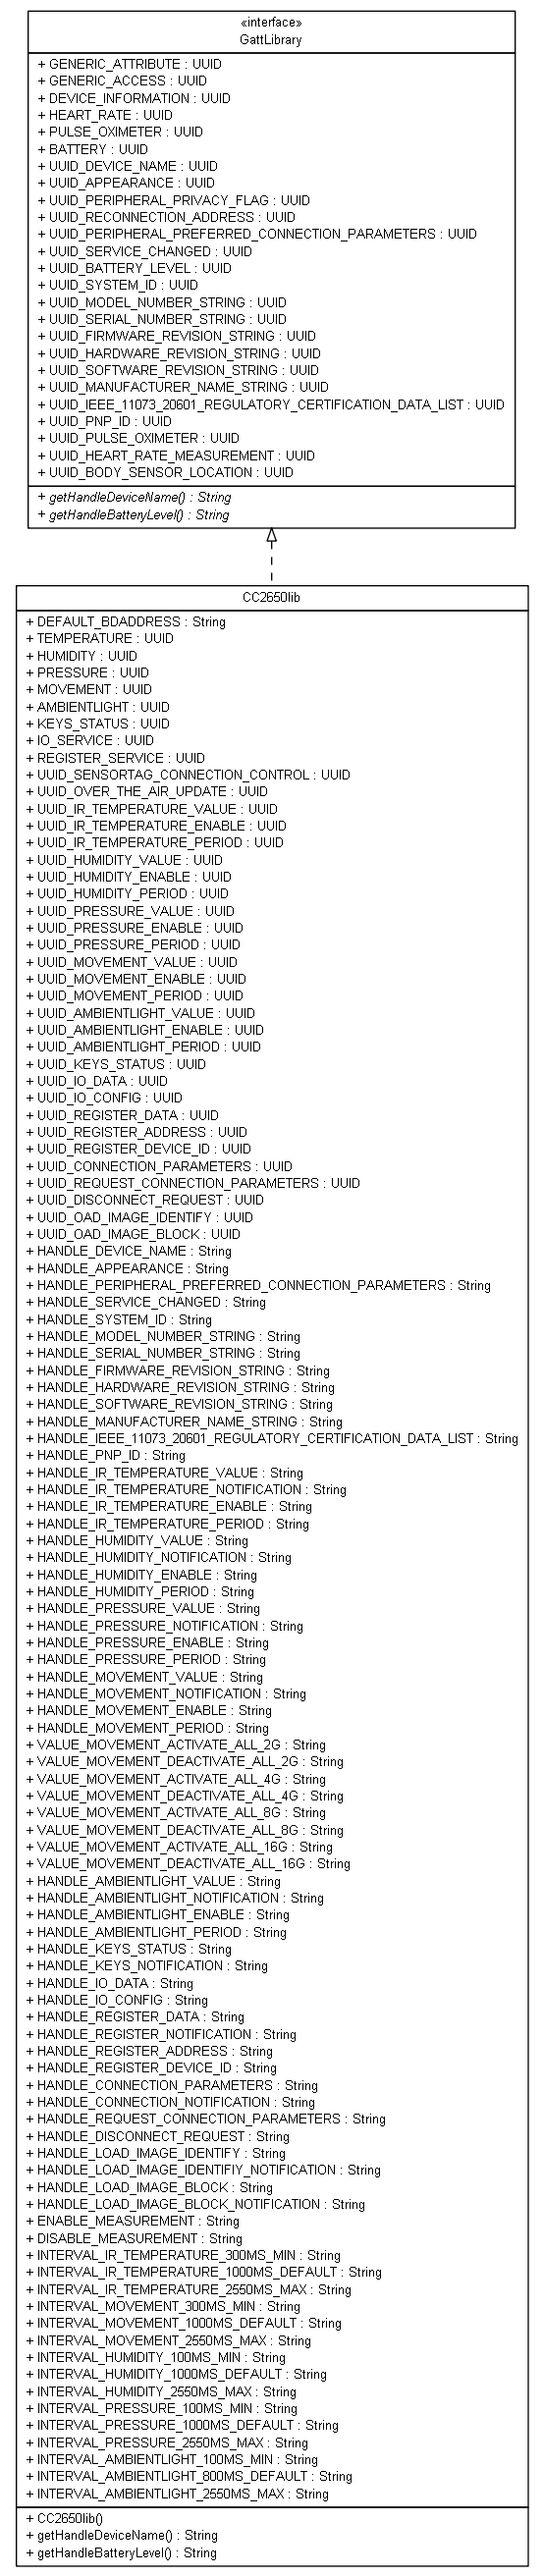 «interface»
GattLibrary
+ GENERIC_ATTRIBUTE : UUID
+ GENERIC_ACCESS : UUID
+ DEVICE_INFORMATION : UUID
+ HEART_RATE : UUID
+ PULSE_OXIMETER : UUID
+ BATTERY : UUID
+ UUID_DEVICE_NAME : UUID
+ UUID_APPEARANCE : UUID
+ UUID_PERIPHERAL_PRIVACY_FLAG : UUID
+ UUID_RECONNECTION_ADDRESS : UUID
+ UUID_PERIPHERAL_PREFERRED_CONNECTION_PARAMETERS : UUID
+ UUID_SERVICE_CHANGED : UUID
+ UUID_BATTERY_LEVEL : UUID
+ UUID_SYSTEM_ID : UUID
+ UUID_MODEL_NUMBER_STRING : UUID
+ UUID_SERIAL_NUMBER_STRING : UUID
+ UUID_FIRMWARE_REVISION_STRING : UUID
+ UUID_HARDWARE_REVISION_STRING : UUID
+ UUID_SOFTWARE_REVISION_STRING : UUID
+ UUID_MANUFACTURER_NAME_STRING : UUID
+ UUID_IEEE_11073_20601_REGULATORY_CERTIFICATION_DATA_LIST : UUID
+ UUID_PNP_ID : UUID
+ UUID_PULSE_OXIMETER : UUID
+ UUID_HEART_RATE_MEASUREMENT : UUID
+ UUID_BODY_SENSOR_LOCATION : UUID
+ getHandleDeviceName() : String
+ getHandleBatteryLevel() : String
CC2650lib
+ DEFAULT_BDADDRESS : String
+ TEMPERATURE : UUID
+ HUMIDITY : UUID
+ PRESSURE : UUID
+ MOVEMENT : UUID
+ AMBIENTLIGHT : UUID
+ KEYS_STATUS : UUID
+ IO_SERVICE : UUID
+ REGISTER_SERVICE : UUID
+ UUID_SENSORTAG_CONNECTION_CONTROL : UUID
+ UUID_OVER_THE_AIR_UPDATE : UUID
+ UUID_IR_TEMPERATURE_VALUE : UUID
+ UUID_IR_TEMPERATURE_ENABLE : UUID
+ UUID_IR_TEMPERATURE_PERIOD : UUID
+ UUID_HUMIDITY_VALUE : UUID
+ UUID_HUMIDITY_ENABLE : UUID
+ UUID_HUMIDITY_PERIOD : UUID
+ UUID_PRESSURE_VALUE : UUID
+ UUID_PRESSURE_ENABLE : UUID
+ UUID_PRESSURE_PERIOD : UUID
+ UUID_MOVEMENT_VALUE : UUID
+ UUID_MOVEMENT_ENABLE : UUID
+ UUID_MOVEMENT_PERIOD : UUID
+ UUID_AMBIENTLIGHT_VALUE : UUID
+ UUID_AMBIENTLIGHT_ENABLE : UUID
+ UUID_AMBIENTLIGHT_PERIOD : UUID
+ UUID_KEYS_STATUS : UUID
+ UUID_IO_DATA : UUID
+ UUID_IO_CONFIG : UUID
+ UUID_REGISTER_DATA : UUID
+ UUID_REGISTER_ADDRESS : UUID
+ UUID_REGISTER_DEVICE_ID : UUID
+ UUID_CONNECTION_PARAMETERS : UUID
+ UUID_REQUEST_CONNECTION_PARAMETERS : UUID
+ UUID_DISCONNECT_REQUEST : UUID
+ UUID_OAD_IMAGE_IDENTIFY : UUID
+ UUID_OAD_IMAGE_BLOCK : UUID
+ HANDLE_DEVICE_NAME : String
+ HANDLE_APPEARANCE : String
+ HANDLE_PERIPHERAL_PREFERRED_CONNECTION_PARAMETERS : String
+ HANDLE_SERVICE_CHANGED : String
+ HANDLE_SYSTEM_ID : String
+ HANDLE_MODEL_NUMBER_STRING : String
+ HANDLE_SERIAL_NUMBER_STRING : String
+ HANDLE_FIRMWARE_REVISION_STRING : String
+ HANDLE_HARDWARE_REVISION_STRING : String
+ HANDLE_SOFTWARE_REVISION_STRING : String
+ HANDLE_MANUFACTURER_NAME_STRING : String
+ HANDLE_IEEE_11073_20601_REGULATORY_CERTIFICATION_DATA_LIST : String
+ HANDLE_PNP_ID : String
+ HANDLE_IR_TEMPERATURE_VALUE : String
+ HANDLE_IR_TEMPERATURE_NOTIFICATION : String
+ HANDLE_IR_TEMPERATURE_ENABLE : String
+ HANDLE_IR_TEMPERATURE_PERIOD : String
+ HANDLE_HUMIDITY_VALUE : String
+ HANDLE_HUMIDITY_NOTIFICATION : String
+ HANDLE_HUMIDITY_ENABLE : String
+ HANDLE_HUMIDITY_PERIOD : String
+ HANDLE_PRESSURE_VALUE : String
+ HANDLE_PRESSURE_NOTIFICATION : String
+ HANDLE_PRESSURE_ENABLE : String
+ HANDLE_PRESSURE_PERIOD : String
+ HANDLE_MOVEMENT_VALUE : String
+ HANDLE_MOVEMENT_NOTIFICATION : String
+ HANDLE_MOVEMENT_ENABLE : String
+ HANDLE_MOVEMENT_PERIOD : String
+ VALUE_MOVEMENT_ACTIVATE_ALL_2G : String
+ VALUE_MOVEMENT_DEACTIVATE_ALL_2G : String
+ VALUE_MOVEMENT_ACTIVATE_ALL_4G : String
+ VALUE_MOVEMENT_DEACTIVATE_ALL_4G : String
+ VALUE_MOVEMENT_ACTIVATE_ALL_8G : String
+ VALUE_MOVEMENT_DEACTIVATE_ALL_8G : String
+ VALUE_MOVEMENT_ACTIVATE_ALL_16G : String
+ VALUE_MOVEMENT_DEACTIVATE_ALL_16G : String
+ HANDLE_AMBIENTLIGHT_VALUE : String
+ HANDLE_AMBIENTLIGHT_NOTIFICATION : String
+ HANDLE_AMBIENTLIGHT_ENABLE : String
+ HANDLE_AMBIENTLIGHT_PERIOD : String
+ HANDLE_KEYS_STATUS : String
+ HANDLE_KEYS_NOTIFICATION : String
+ HANDLE_IO_DATA : String
+ HANDLE_IO_CONFIG : String
+ HANDLE_REGISTER_DATA : String
+ HANDLE_REGISTER_NOTIFICATION : String
+ HANDLE_REGISTER_ADDRESS : String
+ HANDLE_REGISTER_DEVICE_ID : String
+ HANDLE_CONNECTION_PARAMETERS : String
+ HANDLE_CONNECTION_NOTIFICATION : String
+ HANDLE_REQUEST_CONNECTION_PARAMETERS : String
+ HANDLE_DISCONNECT_REQUEST : String
+ HANDLE_LOAD_IMAGE_IDENTIFY : String
+ HANDLE_LOAD_IMAGE_IDENTIFIY_NOTIFICATION : String
+ HANDLE_LOAD_IMAGE_BLOCK : String
+ HANDLE_LOAD_IMAGE_BLOCK_NOTIFICATION : String
+ ENABLE_MEASUREMENT : String
+ DISABLE_MEASUREMENT : String
+ INTERVAL_IR_TEMPERATURE_300MS_MIN : String
+ INTERVAL_IR_TEMPERATURE_1000MS_DEFAULT : String
+ INTERVAL_IR_TEMPERATURE_2550MS_MAX : String
+ INTERVAL_MOVEMENT_300MS_MIN : String
+ INTERVAL_MOVEMENT_1000MS_DEFAULT : String
+ INTERVAL_MOVEMENT_2550MS_MAX : String
+ INTERVAL_HUMIDITY_100MS_MIN : String
+ INTERVAL_HUMIDITY_1000MS_DEFAULT : String
+ INTERVAL_HUMIDITY_2550MS_MAX : String
+ INTERVAL_PRESSURE_100MS_MIN : String
+ INTERVAL_PRESSURE_1000MS_DEFAULT : String
+ INTERVAL_PRESSURE_2550MS_MAX : String
+ INTERVAL_AMBIENTLIGHT_100MS_MIN : String
+ INTERVAL_AMBIENTLIGHT_800MS_DEFAULT : String
+ INTERVAL_AMBIENTLIGHT_2550MS_MAX : String
+ CC2650lib()
+ getHandleDeviceName() : String
+ getHandleBatteryLevel() : String